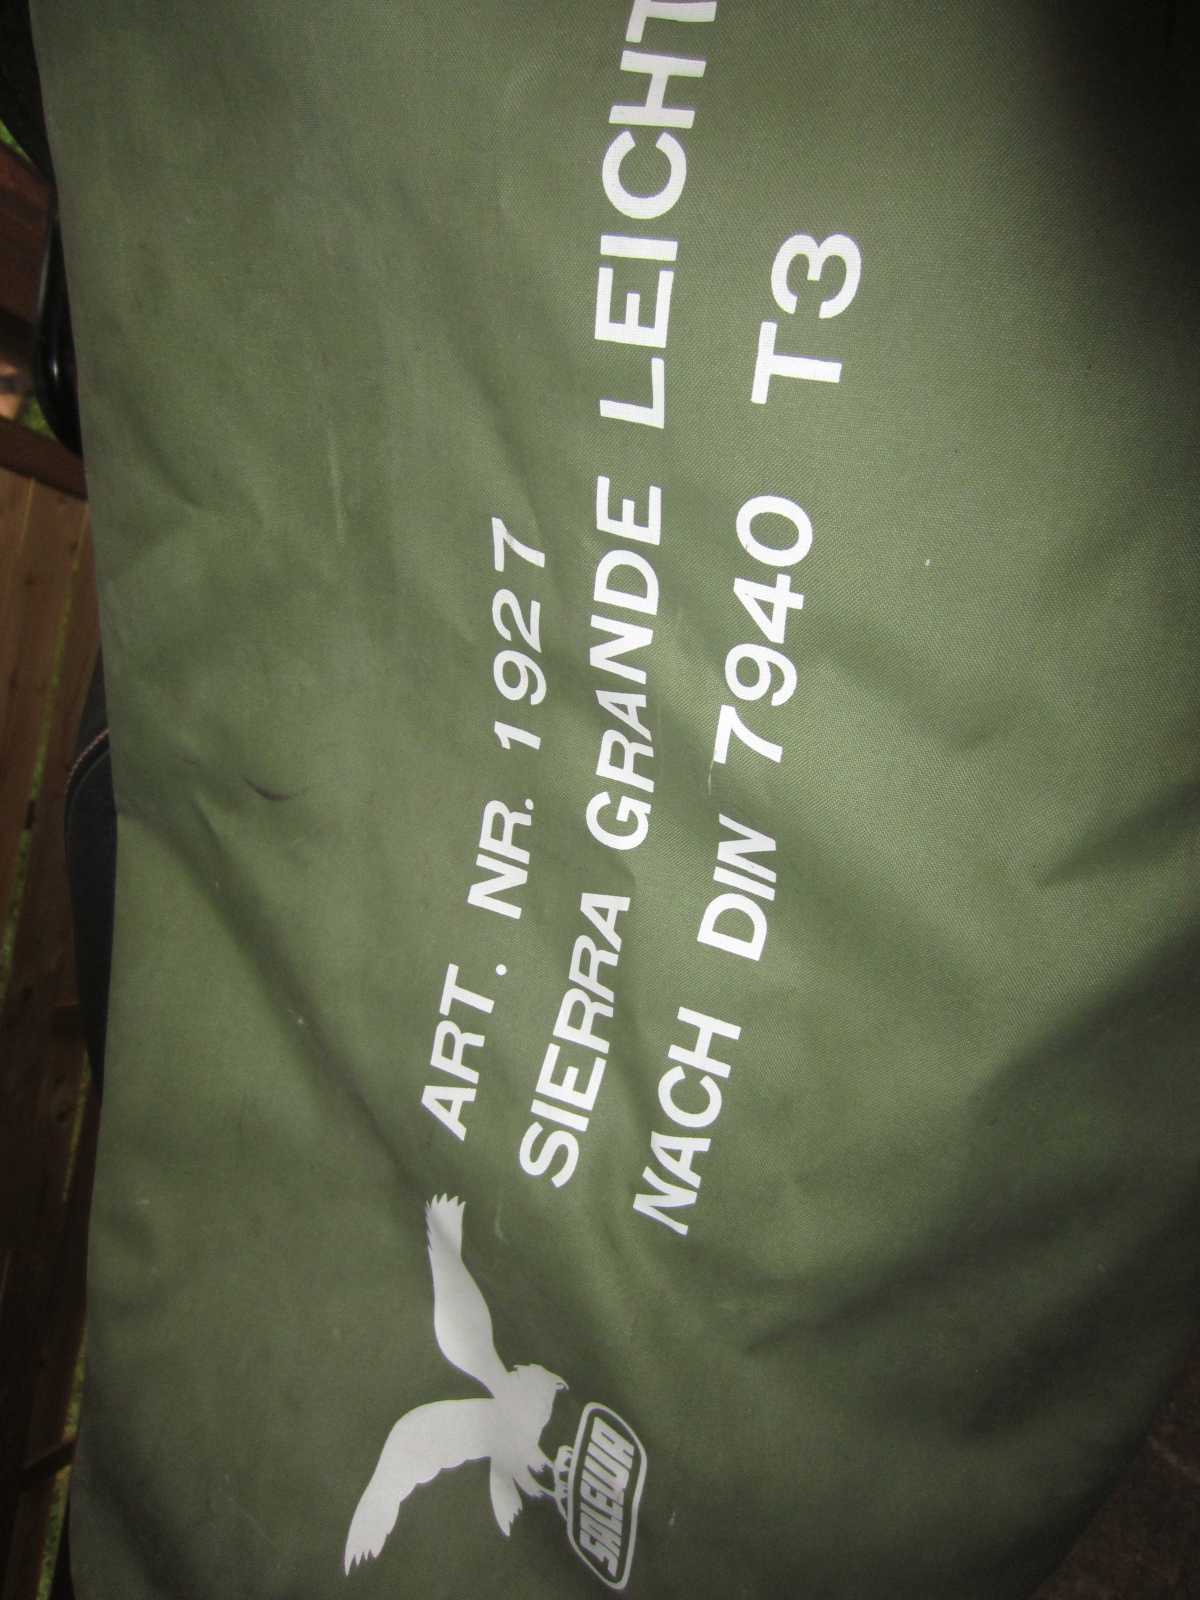 ART. NR. 1927
SIERRA GRANDE LEICHT
NACH DIN 7940 T3
SALEWA